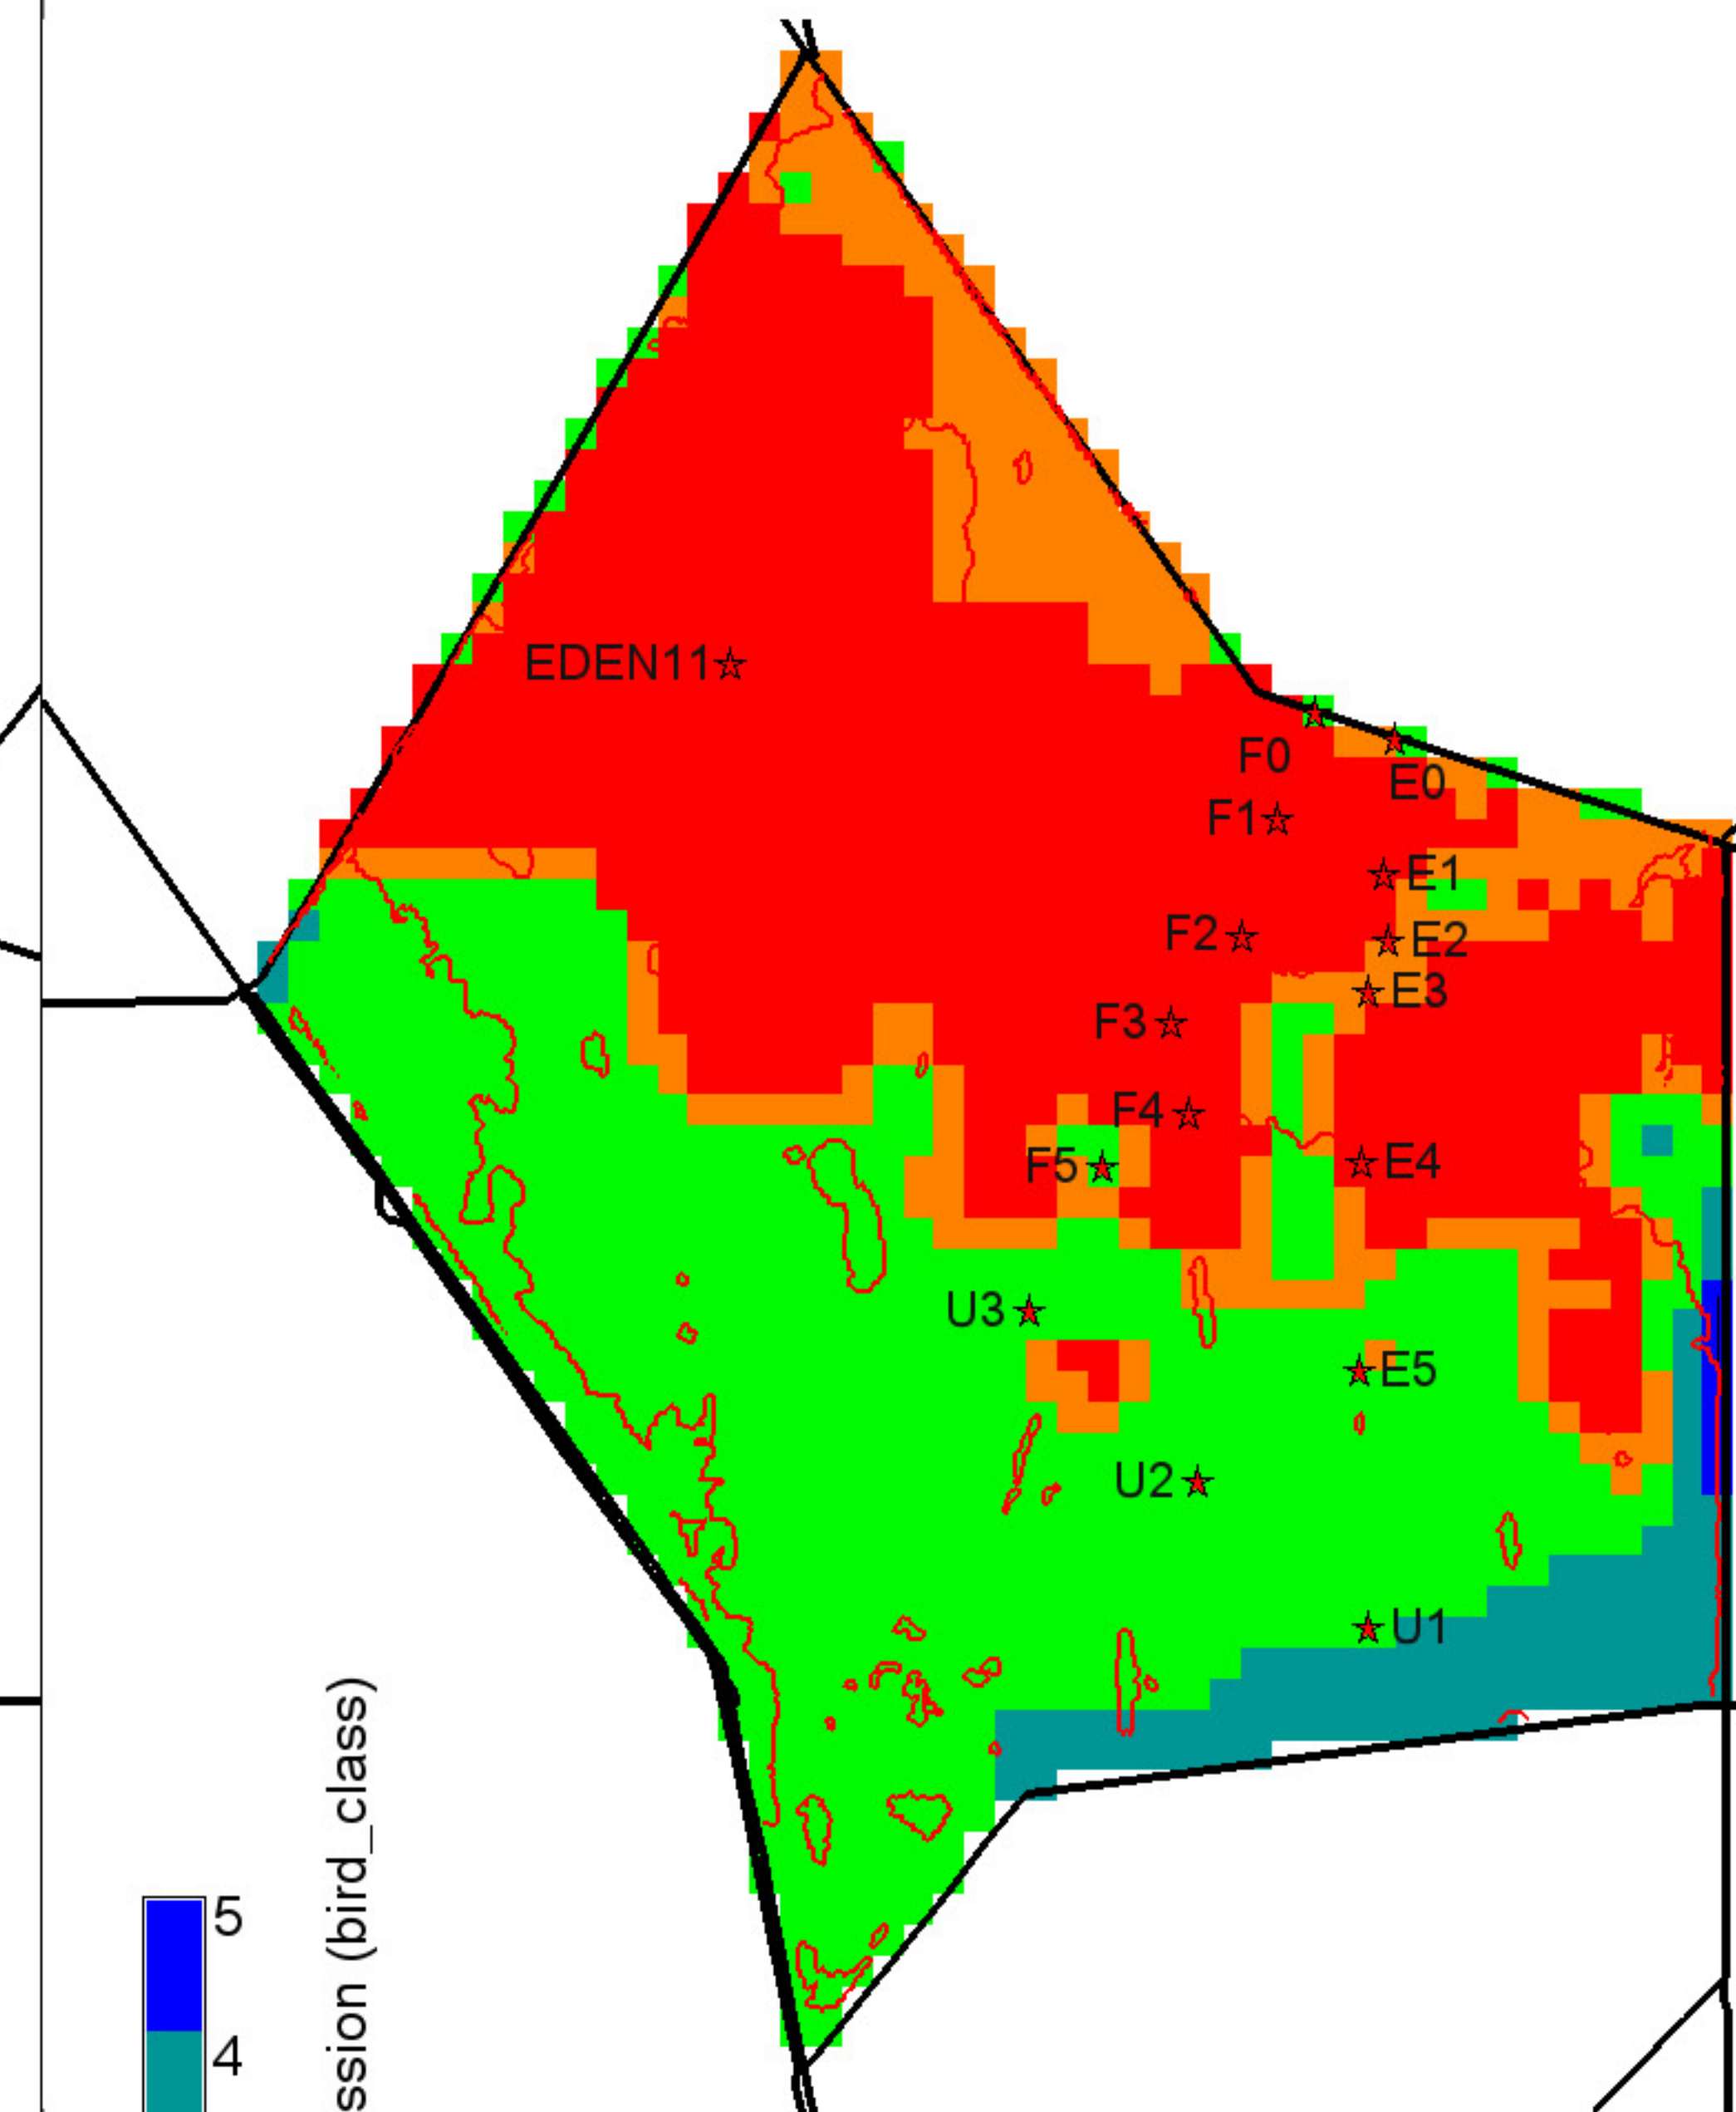 EDEN11
F0
E0
F1
E1
F2
E2
E3
F3
F4
E4
F5
U3
E5
U2
U1
5
4
ssion (bird_class)